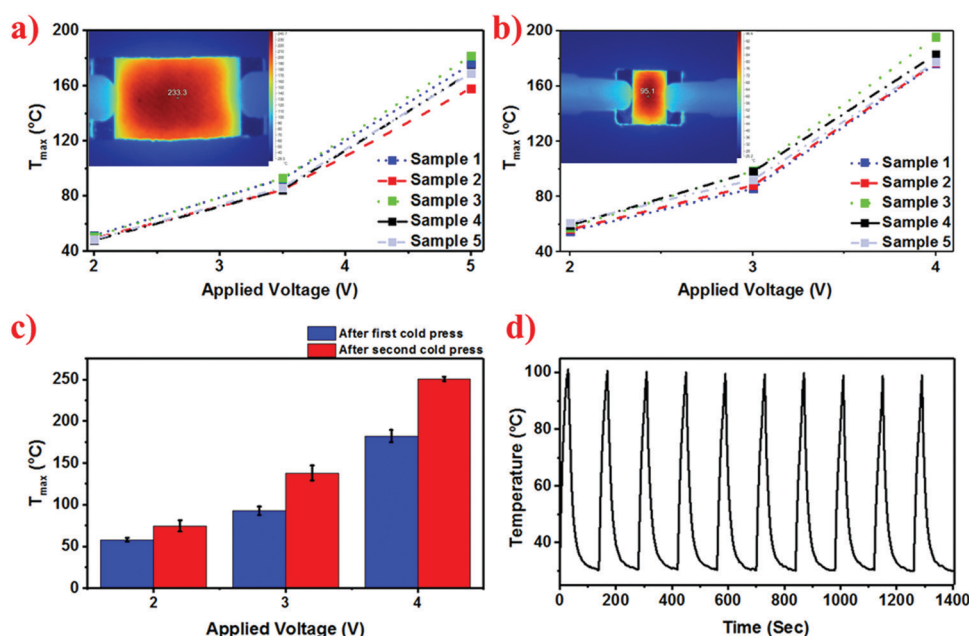 a)
200
160
120
80
40
T max (°C)
233.3
Sample 1
Sample 2
Sample 3
Sample 4
Sample 5
2
3
4
5
Applied Voltage (V)
b)
200
160
120
80
40
T max (°C)
95.1
Sample 1
Sample 2
Sample 3
Sample 4
Sample 5
2
3
4
Applied Voltage (V)
c)
After first cold press
After second cold press
250
200
150
100
50
0
T max (°C)
2
3
4
Applied Voltage (V)
d)
100
80
60
40
Temperature (°C)
0 200 400 600 800 1000 1200 1400
Time (Sec)